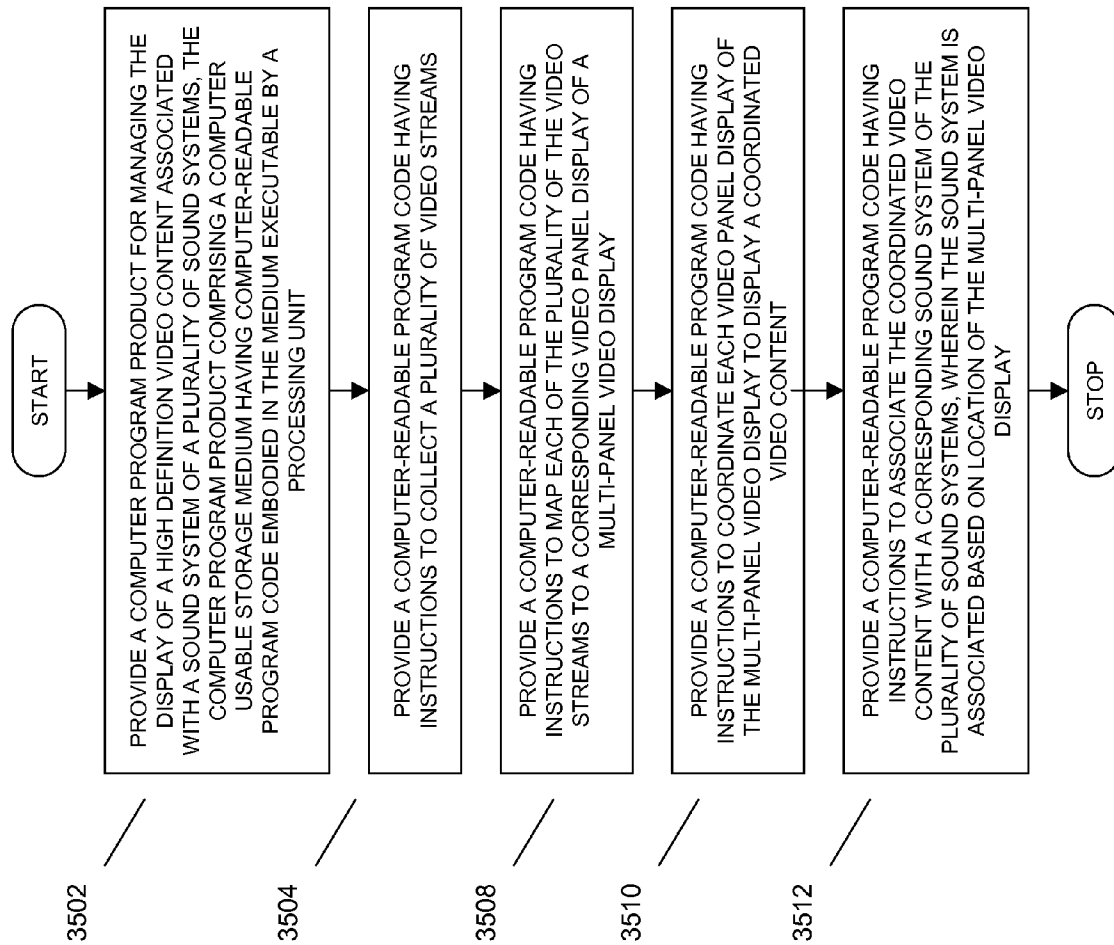 START
3502
PROVIDE A COMPUTER PROGRAM PRODUCT FOR MANAGING THE
DISPLAY OF A HIGH DEFINITION VIDEO CONTENT ASSOCIATED
WITH A SOUND SYSTEM OF A PLURALITY OF SOUND SYSTEMS, THE
COMPUTER PROGRAM PRODUCT COMPRISING A COMPUTER
USABLE STORAGE MEDIUM HAVING COMPUTER-READABLE
PROGRAM CODE EMBODIED IN THE MEDIUM EXECUTABLE BY A
PROCESSING UNIT
3504
PROVIDE A COMPUTER-READABLE PROGRAM CODE HAVING
INSTRUCTIONS TO COLLECT A PLURALITY OF VIDEO STREAMS
3508
PROVIDE A COMPUTER-READABLE PROGRAM CODE HAVING
INSTRUCTIONS TO MAP EACH OF THE PLURALITY OF THE VIDEO
STREAMS TO A CORRESPONDING VIDEO PANEL DISPLAY OF A
MULTI-PANEL VIDEO DISPLAY
3510
PROVIDE A COMPUTER-READABLE PROGRAM CODE HAVING
INSTRUCTIONS TO COORDINATE EACH VIDEO PANEL DISPLAY OF
THE MULTI-PANEL VIDEO DISPLAY TO DISPLAY A COORDINATED
VIDEO CONTENT
3512
PROVIDE A COMPUTER-READABLE PROGRAM CODE HAVING
INSTRUCTIONS TO ASSOCIATE THE COORDINATED VIDEO
CONTENT WITH A CORRESPONDING SOUND SYSTEM OF THE
PLURALITY OF SOUND SYSTEMS, WHEREIN THE SOUND SYSTEM IS
ASSOCIATED BASED ON LOCATION OF THE MULTI-PANEL VIDEO
DISPLAY
STOP